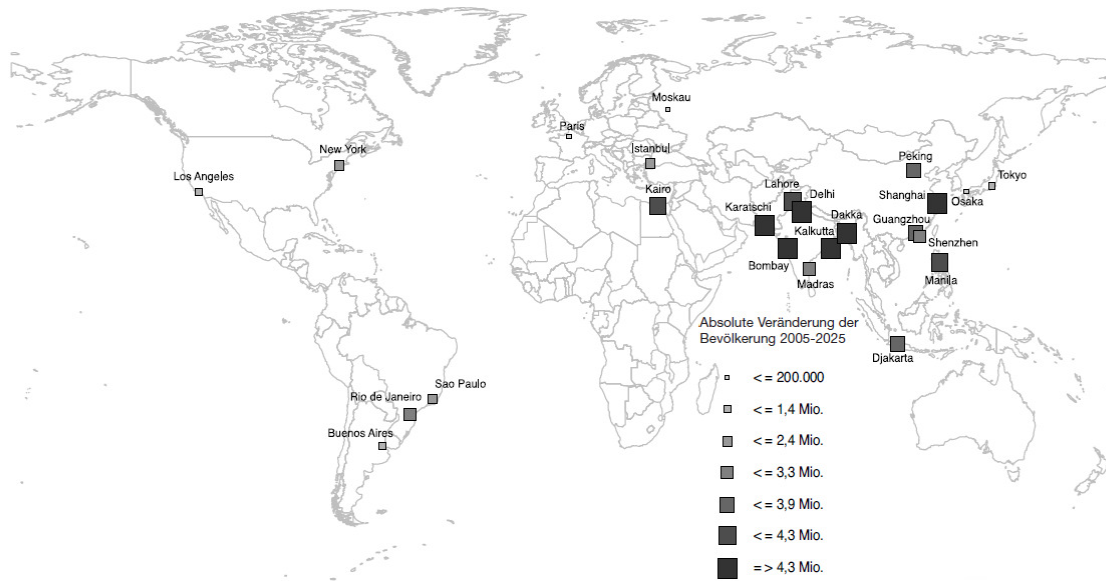 Moskau
Paris
Istanbul
New York
Los Angeles
Peking
Tokyo
Kairo
Lahore
Delhi
Shanghai
Osaka
Karatschi
Dakka
Guangzhou
Kalkutta
Shenzhen
Bombay
Madras
Manila
Absolute Veränderung der
Bevölkerung 2005-2025
Djakarta
<= 200.000
Sao Paulo
Rio de Janeiro
<= 1,4 Mio.
Buenos Aires
<= 2,4 Mio.
<= 3,3 Mio.
<= 3,9 Mio.
<= 4,3 Mio.
=> 4,3 Mio.